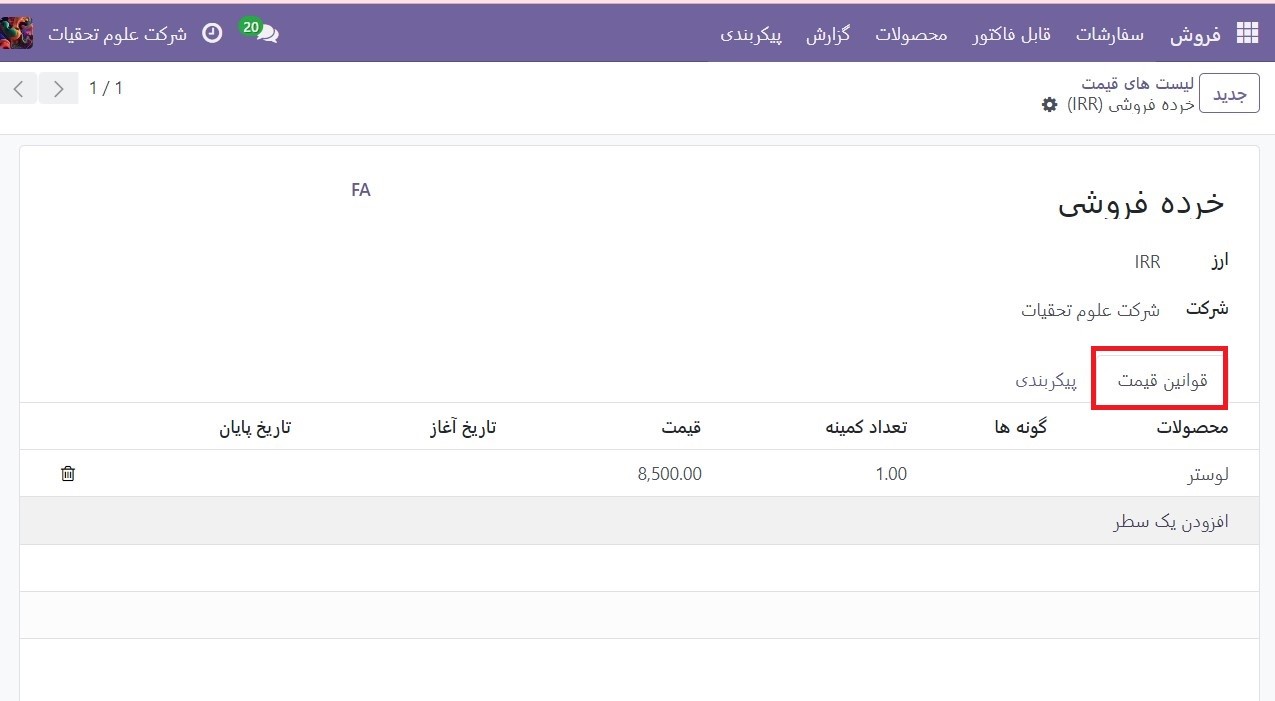 فروش سفارشات قابل فاکتور محصولات گزارش پیکربندی 20 شرکت علوم تحقیات
جدید لیست های قیمت
خرده فروشی (IRR)
1 / 1
خرده فروشی
FA
ارز IRR
شرکت شرکت علوم تحقیات
قوانین قیمت پیکربندی
محصولات گونه ها تعداد کمینه قیمت تاریخ آغاز تاریخ پایان
لوستر 1.00 8,500.00
افزودن یک سطر